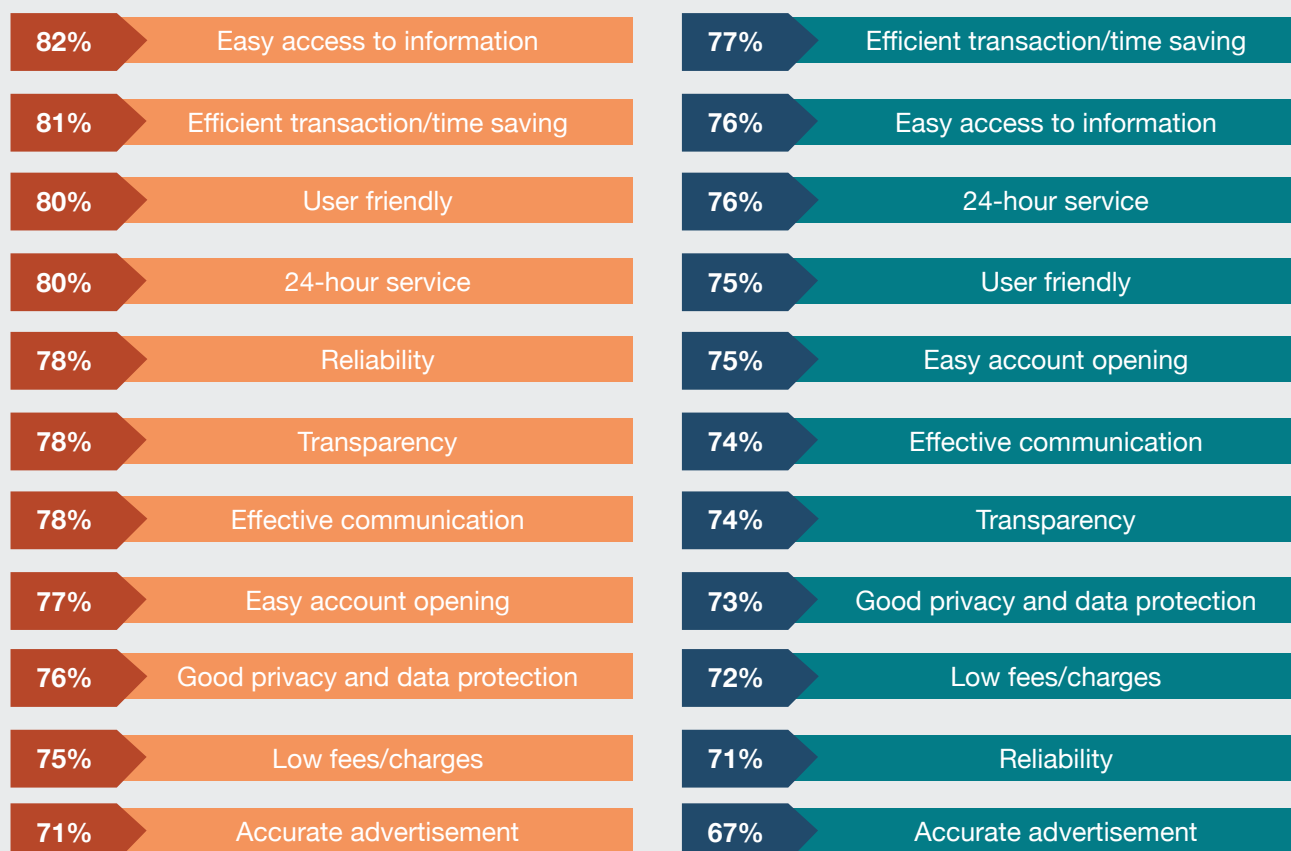 82% Easy access to information
81% Efficient transaction/time saving
80% User friendly
80% 24-hour service
78% Reliability
78% Transparency
78% Effective communication
77% Easy account opening
76% Good privacy and data protection
75% Low fees/charges
71% Accurate advertisement
77% Efficient transaction/time saving
76% Easy access to information
76% 24-hour service
75% User friendly
75% Easy account opening
74% Effective communication
74% Transparency
73% Good privacy and data protection
72% Low fees/charges
71% Reliability
67% Accurate advertisement